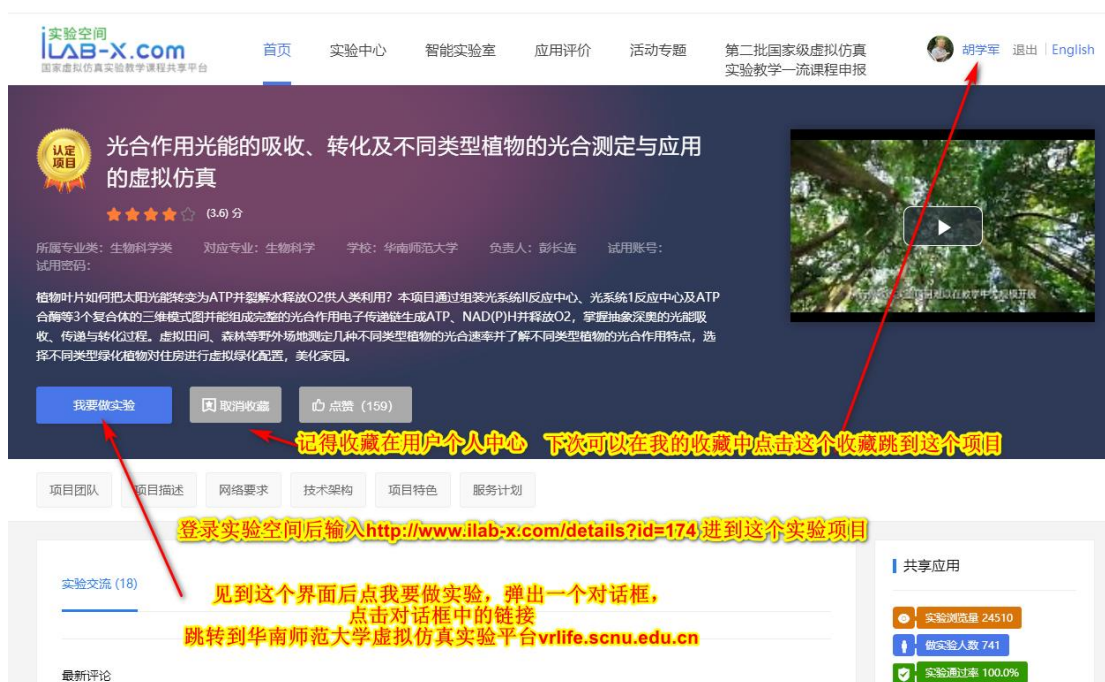 实验空间
iLAB-X.com
国家虚拟仿真实验教学课程共享平台
首页
实验中心
智能实验室
应用评价
活动专题
第二批国家级虚拟仿真
实验教学一流课程申报
胡学军 退出 English
认定
项目
光合作用光能的吸收、转化及不同类型植物的光合测定与应用
的虚拟仿真
(3.6) 分
所属专业类: 生物科学类 对应专业: 生物科学 学校: 华南师范大学 负责人: 彭长连 试用账号:
试用密码:
植物叶片如何把太阳光能转变为ATP并裂解水释放O2供人类利用? 本项目通过组装光系统II反应中心、光系统1反应中心及ATP
合酶等3个复合体的三维模式图并能组成完整的光合作用电子传递链生成ATP、NAD(P)H并释放O2, 掌握抽象深奥的光能吸
收、传递与转化过程。虚拟田间、森林等野外场地测定几种不同类型植物的光合速率并了解不同类型植物的光合作用特点, 选
择不同类型绿化植物对住房进行虚拟绿化配置, 美化家园。
我要做实验
取消收藏
点赞 (159)
记得收藏在用户个人中心 下次可以在我的收藏中点击这个收藏跳到这个项目
项目团队
项目描述
网络要求
技术架构
项目特色
服务计划
登录实验空间后输入http://www.ilab-x.com/details?id=174 进到这个实验项目
实验交流 (18)
见到这个界面后点我要做实验，弹出一个对话框，
点击对话框中的链接
跳转到华南师范大学虚拟仿真实验平台vrlife.scnu.edu.cn
最新评论
共享应用
实验浏览量 24510
做实验人数 741
实验通过率 100.0%